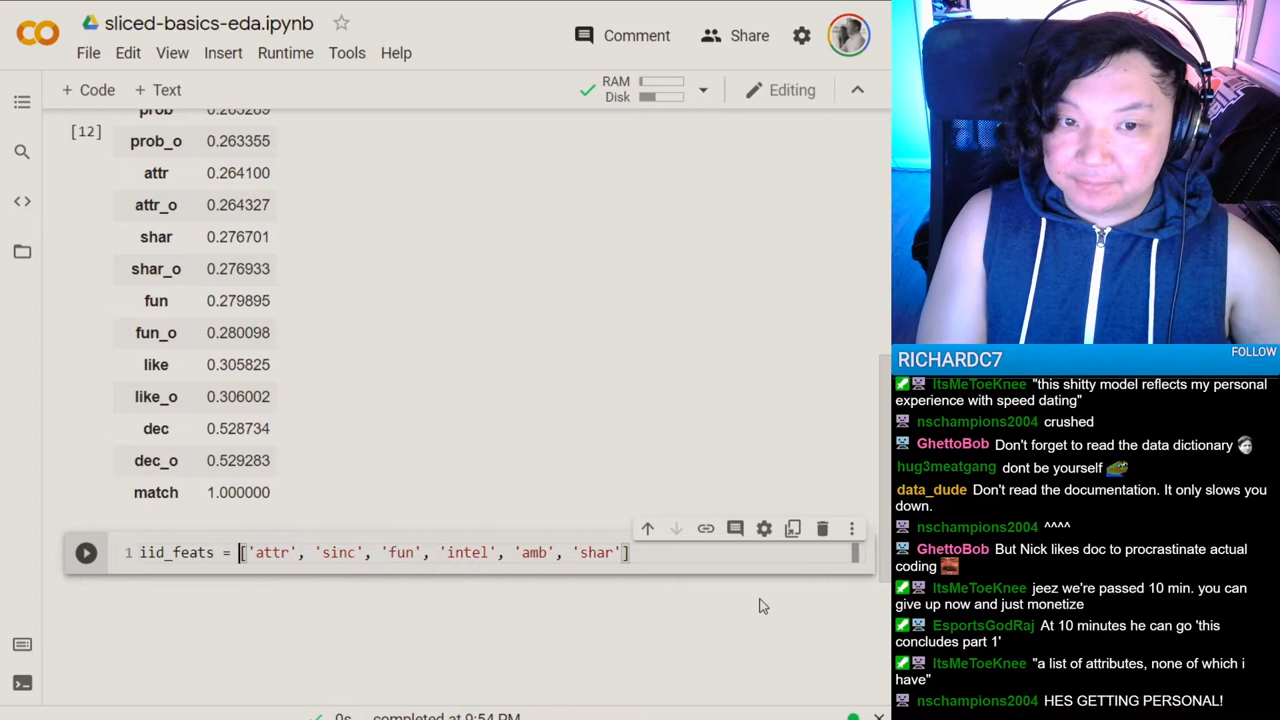 sliced-basics-eda.ipynb
Comment
Share
File Edit View Insert Runtime Tools Help
+ Code + Text
RAM
Disk
Editing
[12]
prob 0.263269
prob_o 0.263355
attr 0.264100
attr_o 0.264327
shar 0.276701
shar_o 0.276933
fun 0.279895
fun_o 0.280098
like 0.305825
like_o 0.306002
dec 0.528734
dec_o 0.529283
match 1.000000
1 iid_feats = ['attr', 'sinc', 'fun', 'intel', 'amb', 'shar']
0s completed at 9:54 PM
RICHARDC7
FOLLOW
ItsMeToeKnee "this shitty model reflects my personal
experience with speed dating"
nschampions2004 crushed
GhettoBob Don't forget to read the data dictionary
hug3meatgang dont be yourself
data_dude Don't read the documentation. It only slows you
down.
nschampions2004 ^^^^
GhettoBob But Nick likes doc to procrastinate actual
coding
ItsMeToeKnee jeez we're passed 10 min. you can
give up now and just monetize
EsportsGodRaj At 10 minutes he can go 'this
concludes part 1'
ItsMeToeKnee "a list of attributes, none of which i
have"
nschampions2004 HES GETTING PERSONAL!